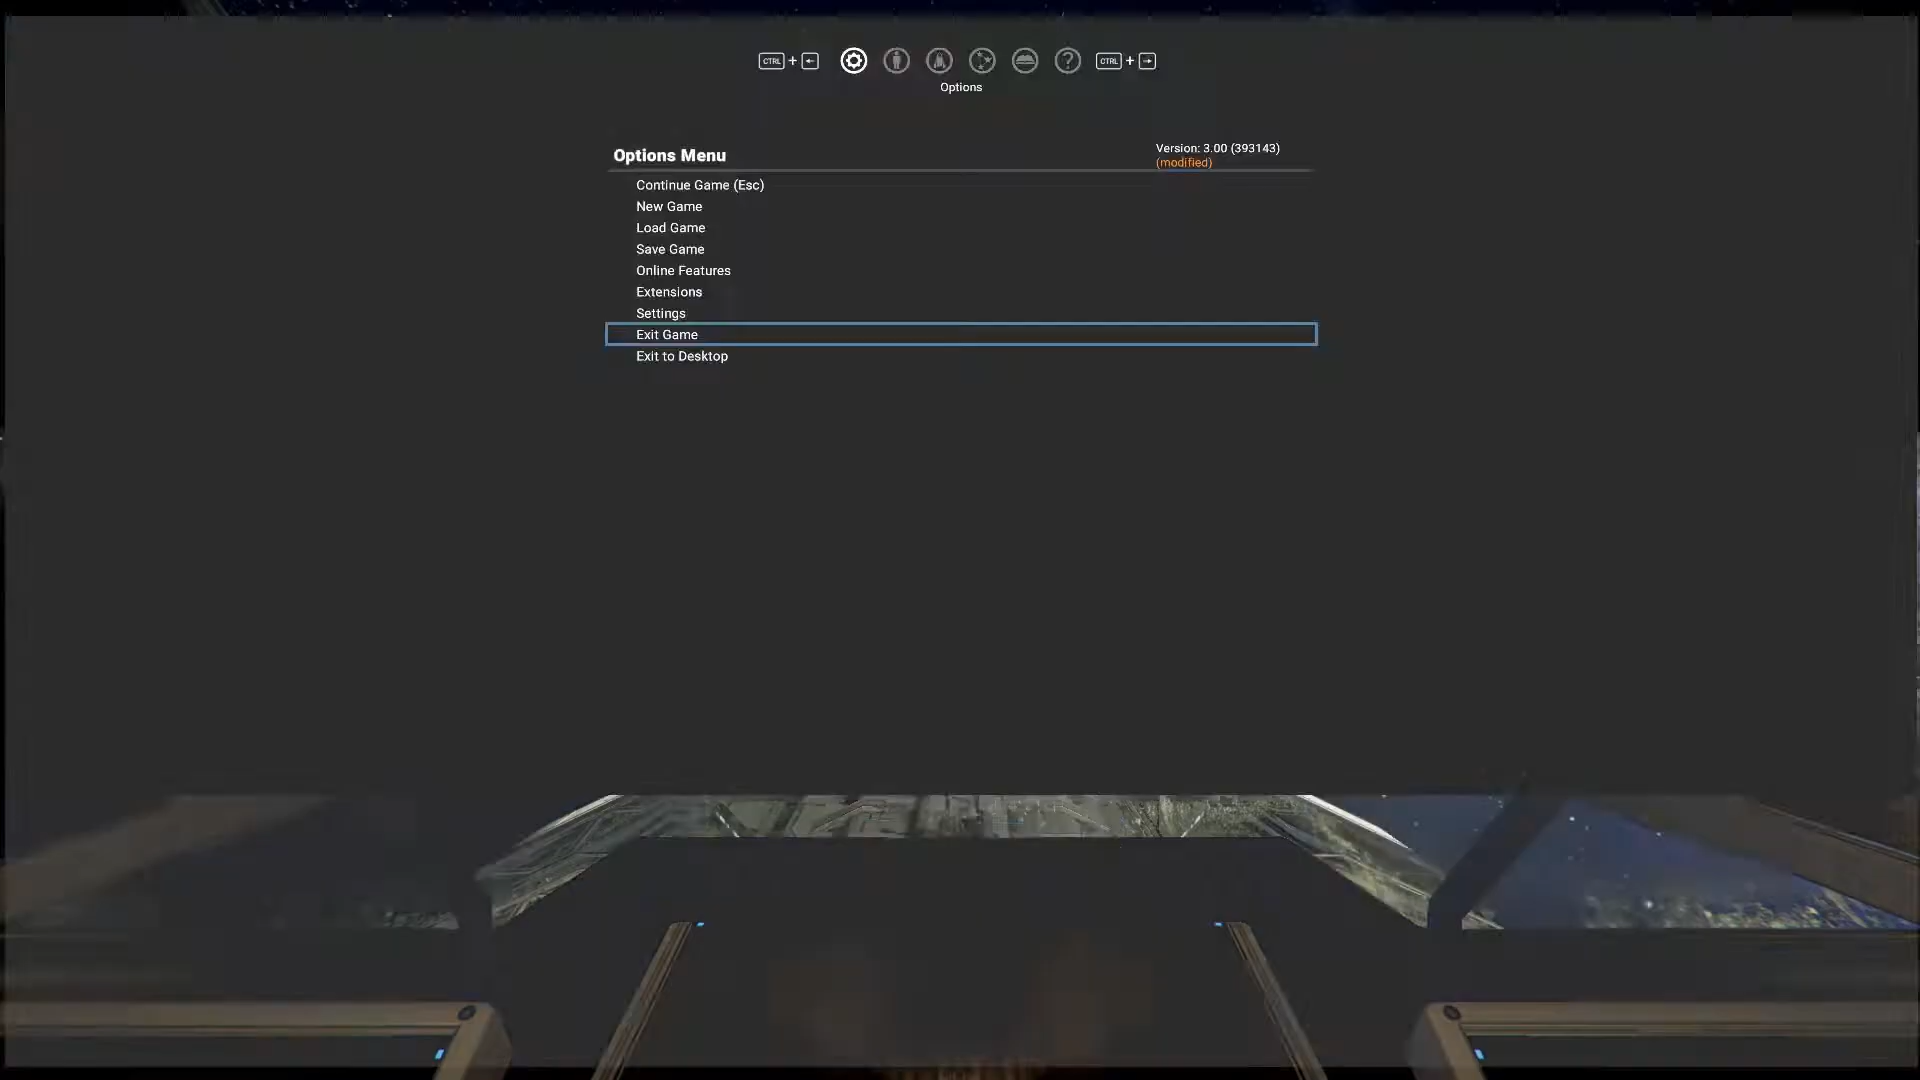 CTRL + ← ? CTRL + →
Options
Options Menu
Version: 3.00 (393143)
(modified)
Continue Game (Esc)
New Game
Load Game
Save Game
Online Features
Extensions
Settings
Exit Game
Exit to Desktop